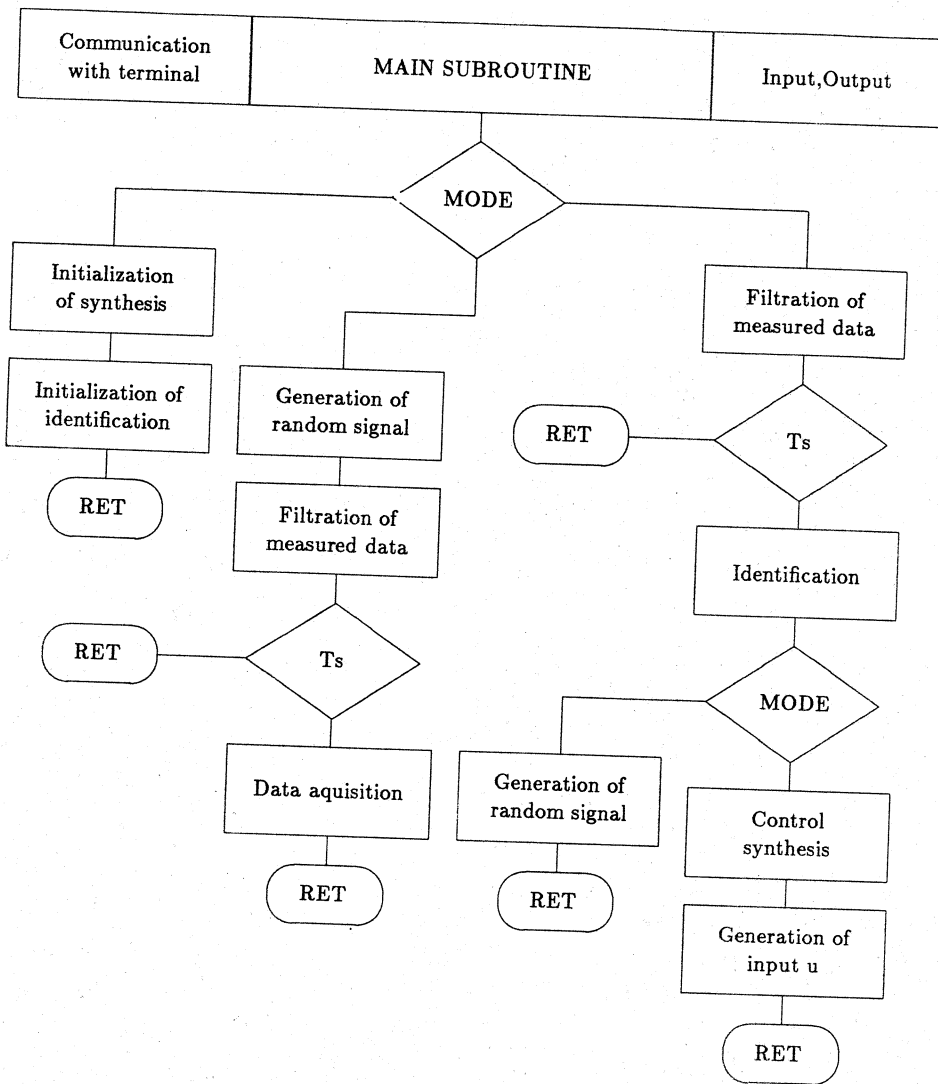 Communication
with terminal
MAIN SUBROUTINE
Input,Output
MODE
Initialization
of synthesis
Initialization of
identification
RET
Generation of
random signal
Filtration of
measured data
Ts
RET
Data aquisition
RET
Filtration of
measured data
Ts
RET
Identification
MODE
Generation of
random signal
RET
Control
synthesis
Generation of
input u
RET